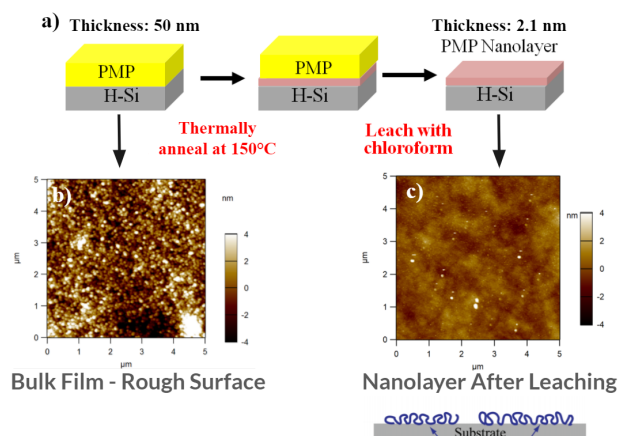 a)
Thickness: 50 nm
Thickness: 2.1 nm
PMP Nanolayer
PMP
H-Si
PMP
H-Si
H-Si
Thermally
anneal at 150°C
Leach with
chloroform
b)
5
4
3
2
1
0
µm
0
1
2
3
4
5
µm
nm
4
2
0
-2
-4
c)
5
4
3
2
1
0
µm
0
1
2
3
4
5
µm
nm
4
2
0
-2
-4
Bulk Film - Rough Surface
Nanolayer After Leaching
Substrate